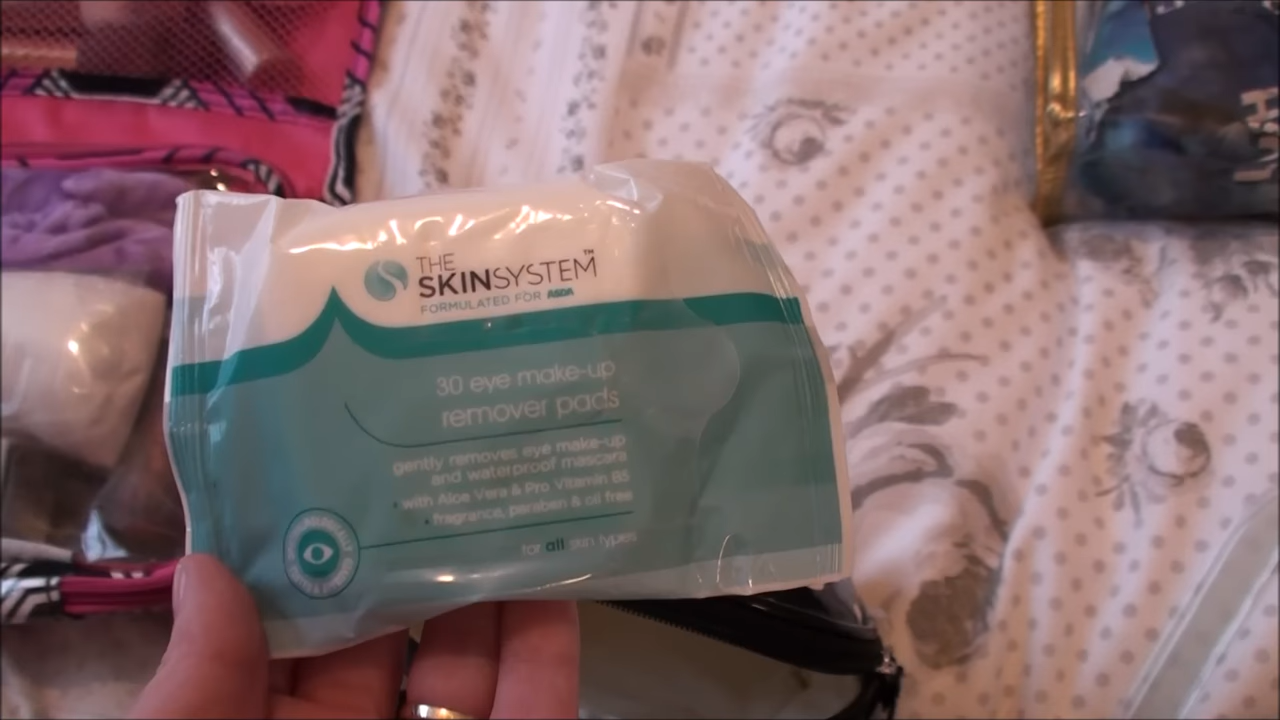 THE
SKINSYSTEM™
FORMULATED FOR ASDA
30 eye make-up
remover pads
gently removes eye make-up
and waterproof mascara
• with Aloe Vera & Pro Vitamin B5
• fragrance, paraben & oil free
for all skin types